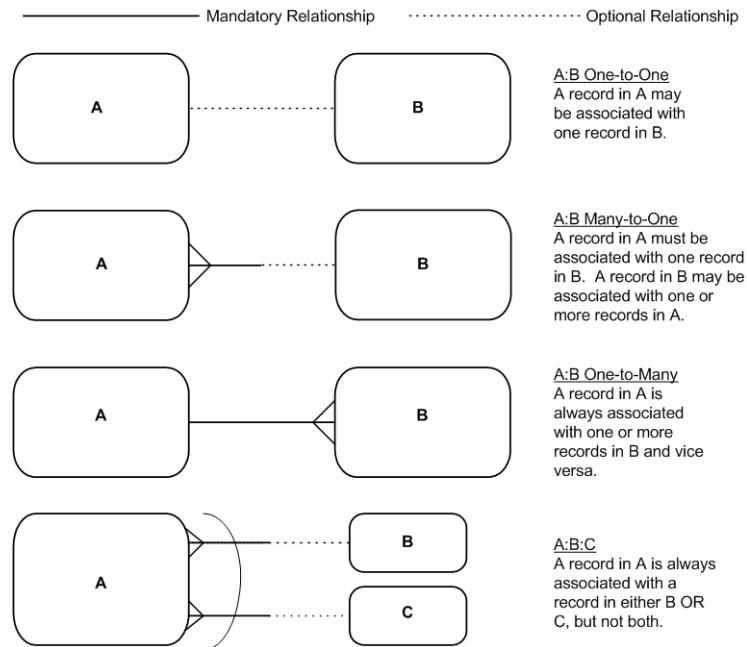 Mandatory Relationship
Optional Relationship
A
B
A:B One-to-One
A record in A may
be associated with
one record in B.
A
B
A:B Many-to-One
A record in A must be
associated with one record
in B.  A record in B may be
associated with one or
more records in A.
A
B
A:B One-to-Many
A record in A is
always associated
with one or more
records in B and vice
versa.
A
B
C
A:B:C
A record in A is always
associated with a
record in either B OR
C, but not both.